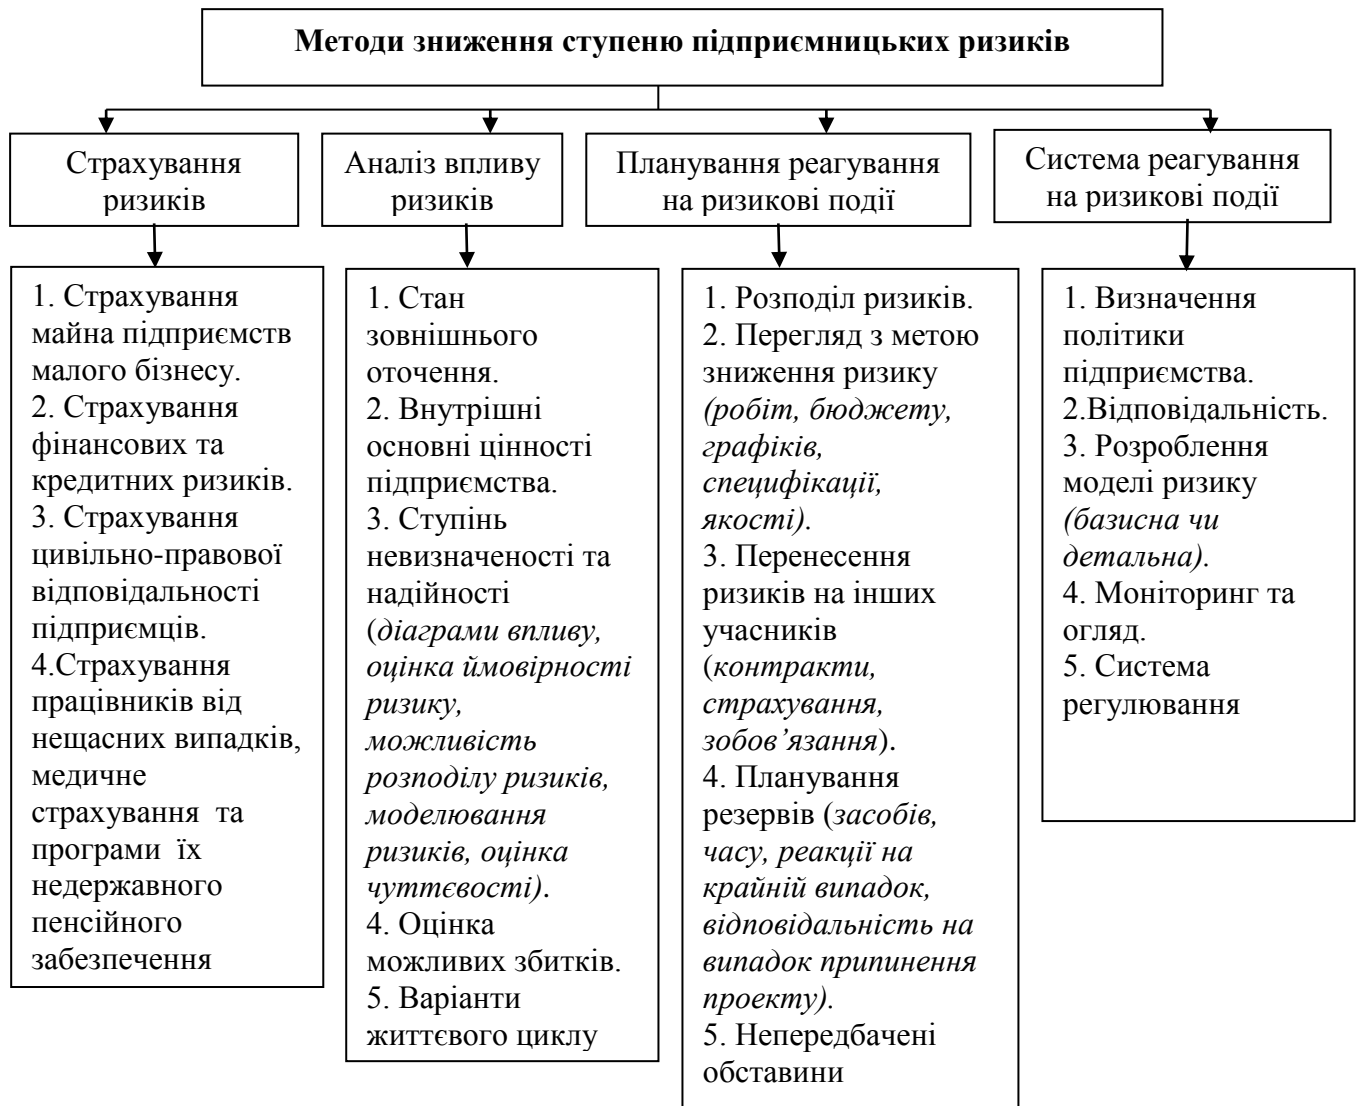 Методи зниження ступеню підприємницьких ризиків
Страхування
ризиків
Аналіз впливу
ризиків
Планування реагування
на ризикові події
Система реагування
на ризикові події
1. Страхування
майна підприємств
малого бізнесу.
2. Страхування
фінансових та
кредитних ризиків.
3. Страхування
цивільно-правової
відповідальності
підприємців.
4.Страхування
працівників від
нещасних випадків,
медичне
страхування та
програми їх
недержавного
пенсійного
забезпечення
1. Стан
зовнішнього
оточення.
2. Внутрішні
основні цінності
підприємства.
3. Ступінь
невизначеності та
надійності
(діаграми впливу,
оцінка ймовірності
ризику,
можливість
розподілу ризиків,
моделювання
ризиків, оцінка
чуттєвості).
4. Оцінка
можливих збитків.
5. Варіанти
життєвого циклу
1. Розподіл ризиків.
2. Перегляд з метою
зниження ризику
(робіт, бюджету,
графіків,
специфікації,
якості).
3. Перенесення
ризиків на інших
учасників
(контракти,
страхування,
зобов’язання).
4. Планування
резервів (засобів,
часу, реакції на
крайній випадок,
відповідальність на
випадок припинення
проекту).
5. Непередбачені
обставини
1. Визначення
політики
підприємства.
2.Відповідальність.
3. Розроблення
моделі ризику
(базисна чи
детальна).
4. Моніторинг та
огляд.
5. Система
регулювання